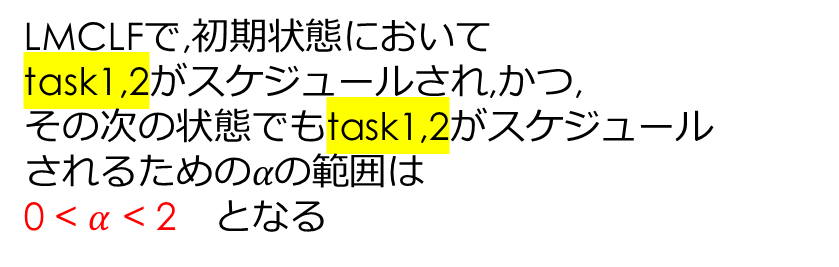 LMCLFで,初期状態において
task1,2がスケジュールされ,かつ,
その次の状態でもtask1,2がスケジュール
されるための𝛼の範囲は
0 < 𝛼 < 2　となる